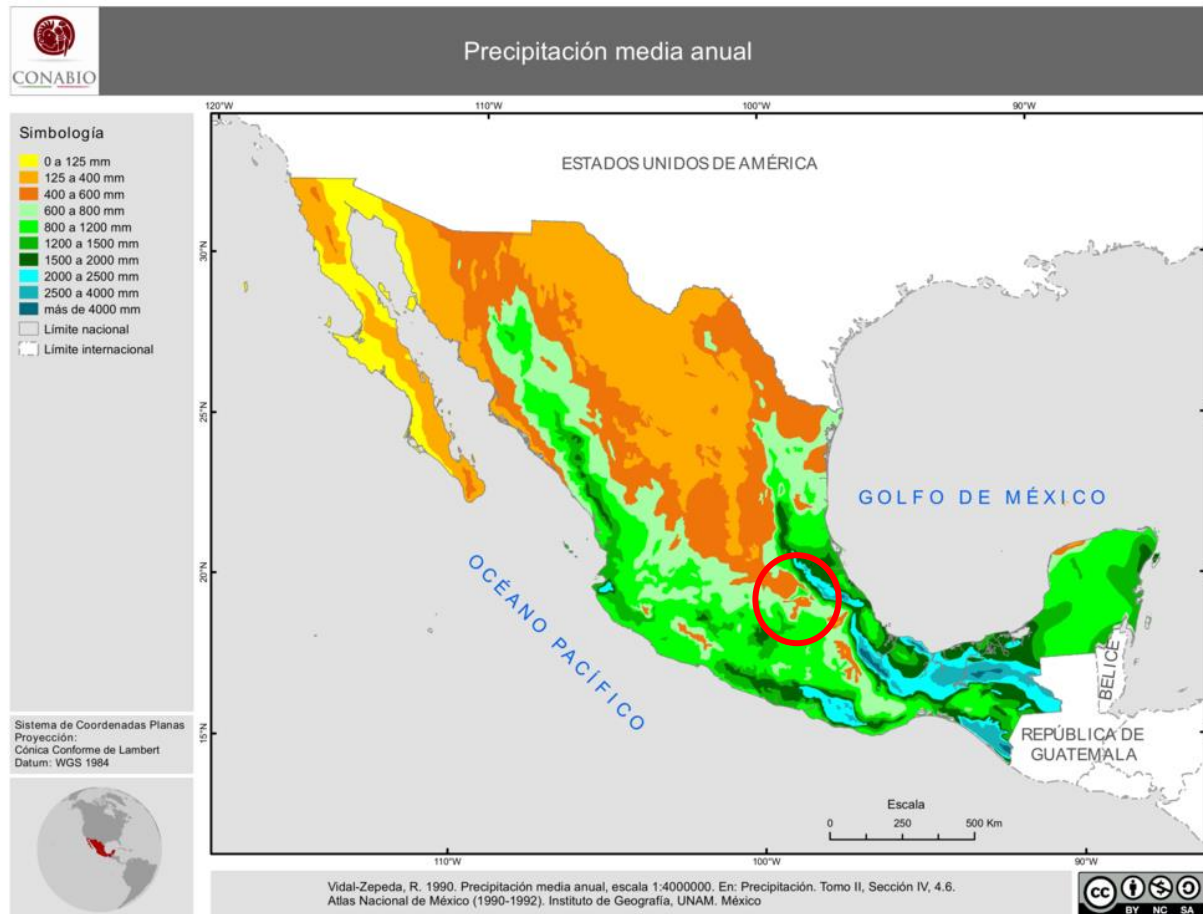 CONABIO
Precipitación media anual
120°W
110°W
100°W
90°W
Simbología
0 a 125 mm
125 a 400 mm
400 a 600 mm
600 a 800 mm
800 a 1200 mm
1200 a 1500 mm
1500 a 2000 mm
2000 a 2500 mm
2500 a 4000 mm
más de 4000 mm
Límite nacional
Límite internacional
ESTADOS UNIDOS DE AMÉRICA
30°N
25°N
20°N
15°N
GOLFO DE MÉXICO
OCÉANO PACÍFICO
BELICE
REPÚBLICA DE
GUATEMALA
Sistema de Coordenadas Planas
Proyección:
Cónica Conforme de Lambert
Datum: WGS 1984
Escala
0 250 500 Km
110°W
100°W
90°W
Vidal-Zepeda, R. 1990. Precipitación media anual, escala 1:4000000. En: Precipitación. Tomo II, Sección IV, 4.6.
Atlas Nacional de México (1990-1992). Instituto de Geografía, UNAM. México
cc
BY NC SA